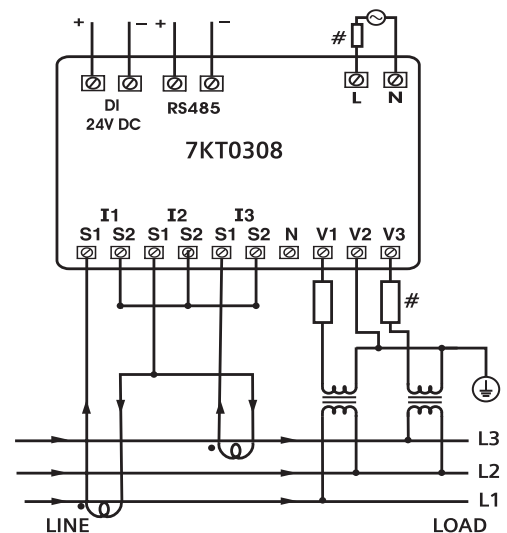 + − + −
#
L N
DI RS485
24V DC
7KT0308
I1 I2 I3
S1 S2 S1 S2 S1 S2 N V1 V2 V3
#
L3
L2
L1
LINE LOAD